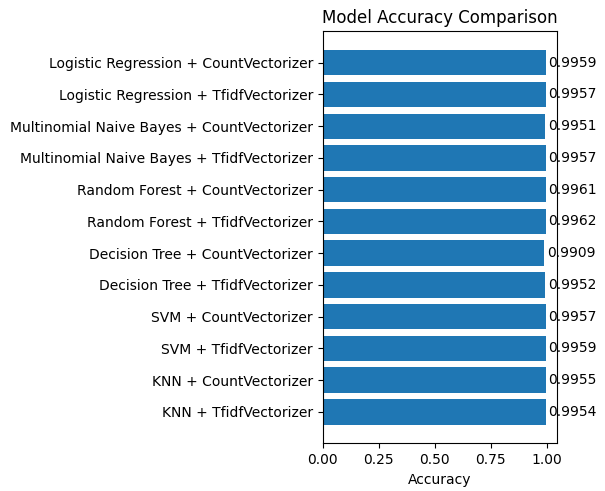 Model Accuracy Comparison
Logistic Regression + CountVectorizer 0.9959
Logistic Regression + TfidfVectorizer 0.9957
Multinomial Naive Bayes + CountVectorizer 0.9951
Multinomial Naive Bayes + TfidfVectorizer 0.9957
Random Forest + CountVectorizer 0.9961
Random Forest + TfidfVectorizer 0.9962
Decision Tree + CountVectorizer 0.9909
Decision Tree + TfidfVectorizer 0.9952
SVM + CountVectorizer 0.9957
SVM + TfidfVectorizer 0.9959
KNN + CountVectorizer 0.9955
KNN + TfidfVectorizer 0.9954
0.00 0.25 0.50 0.75 1.00
Accuracy